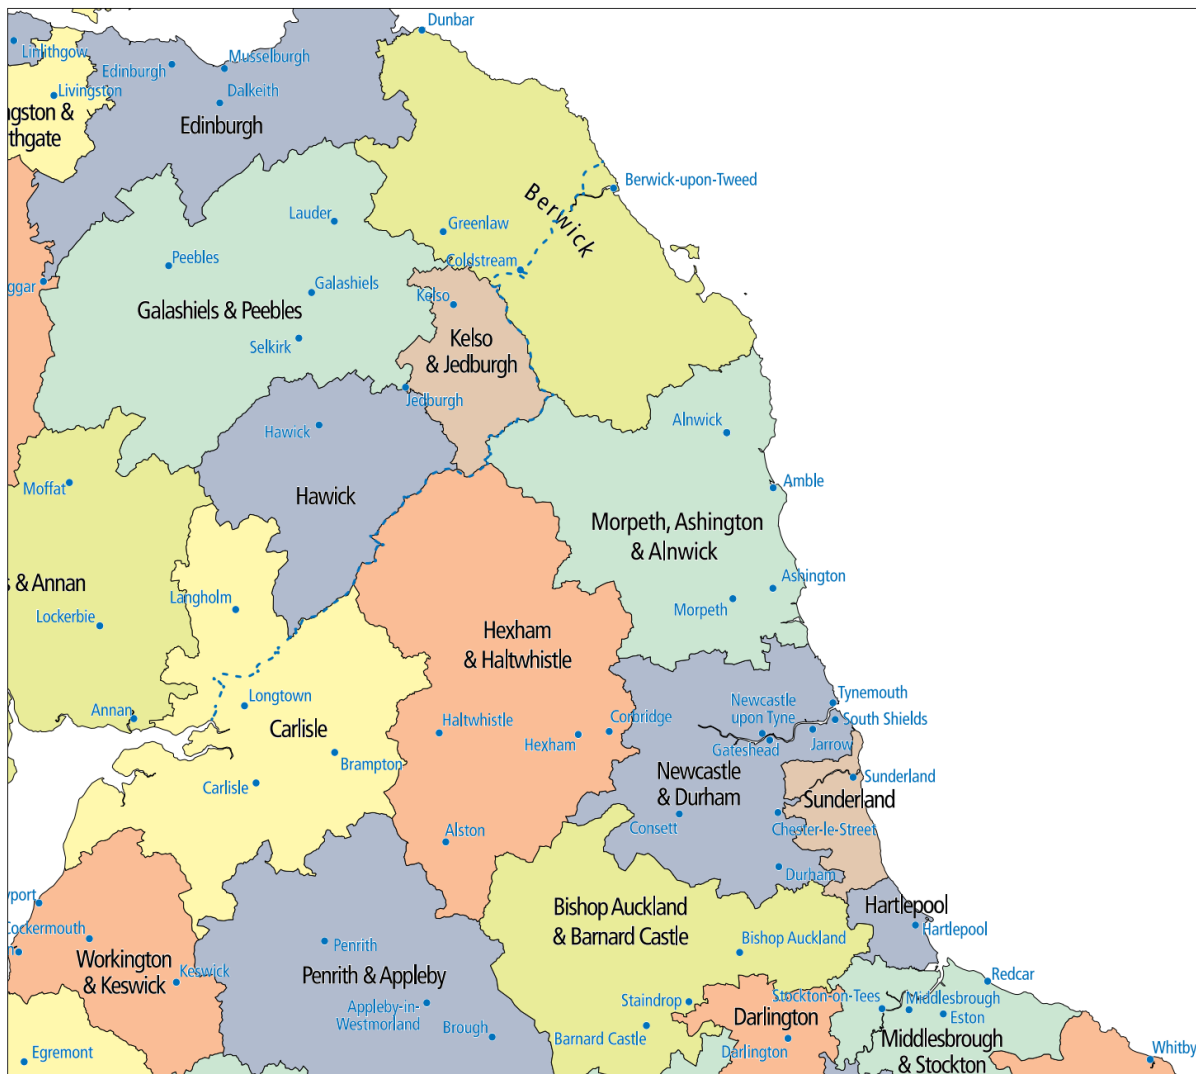 Dunbar
Linlithgow
Edinburgh
Musselburgh
Livingston
Dalkeith
ngston &
thgate
Edinburgh
Berwick-upon-Tweed
Berwick
Lauder
Greenlaw
Peebles
Coldstream
ggar
Galashiels
Kelso
Galashiels & Peebles
Selkirk
Kelso
& Jedburgh
Jedburgh
Hawick
Alnwick
Moffat
Hawick
Amble
Morpeth, Ashington
& Alnwick
s & Annan
Langholm
Ashington
Lockerbie
Morpeth
Hexham
& Haltwhistle
Longtown
Annan
Carlisle
Haltwhistle
Corbridge
Hexham
Newcastle
upon Tyne
Tynemouth
South Shields
Jarrow
Gateshead
Brampton
Carlisle
Newcastle
& Durham
Sunderland
Sunderland
Consett
Chester-le-Street
Alston
Durham
yport
Bishop Auckland
& Barnard Castle
Hartlepool
Hartlepool
Cockermouth
n
Workington
& Keswick
Keswick
Penrith
Penrith & Appleby
Bishop Auckland
Appleby-in-
Westmorland
Brough
Staindrop
Stockton-on-Tees
Middlesbrough
Redcar
Eston
Darlington
Barnard Castle
Darlington
Middlesbrough
& Stockton
Egremont
Whitby